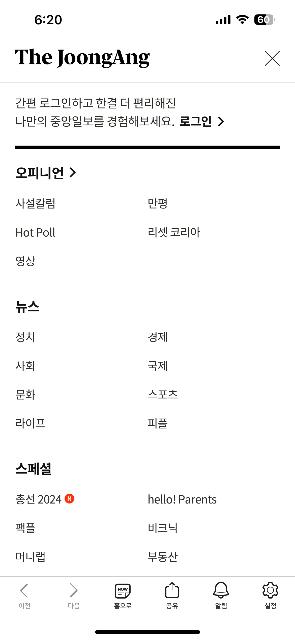 6:20
60
The JoongAng
간편 로그인하고 한결 더 편리해진
나만의 중앙일보를 경험해보세요. 로그인
오피니언
사설칼럼 만평
Hot Poll 리셋 코리아
영상
뉴스
정치 경제
사회 국제
문화 스포츠
라이프 피플
스페셜
총선 2024 N hello! Parents
팩플 비크닉
머니랩 부동산
이전 다음 홈으로 공유 알림 설정